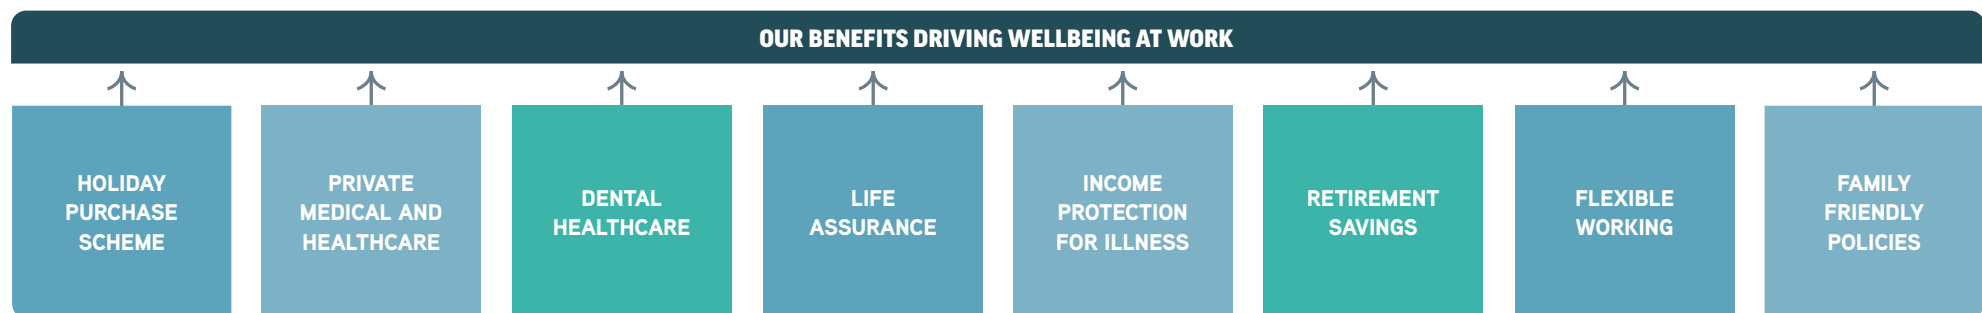 OUR BENEFITS DRIVING WELLBEING AT WORK
HOLIDAY
PURCHASE
SCHEME
PRIVATE
MEDICAL AND
HEALTHCARE
DENTAL
HEALTHCARE
LIFE
ASSURANCE
INCOME
PROTECTION
FOR ILLNESS
RETIREMENT
SAVINGS
FLEXIBLE
WORKING
FAMILY
FRIENDLY
POLICIES